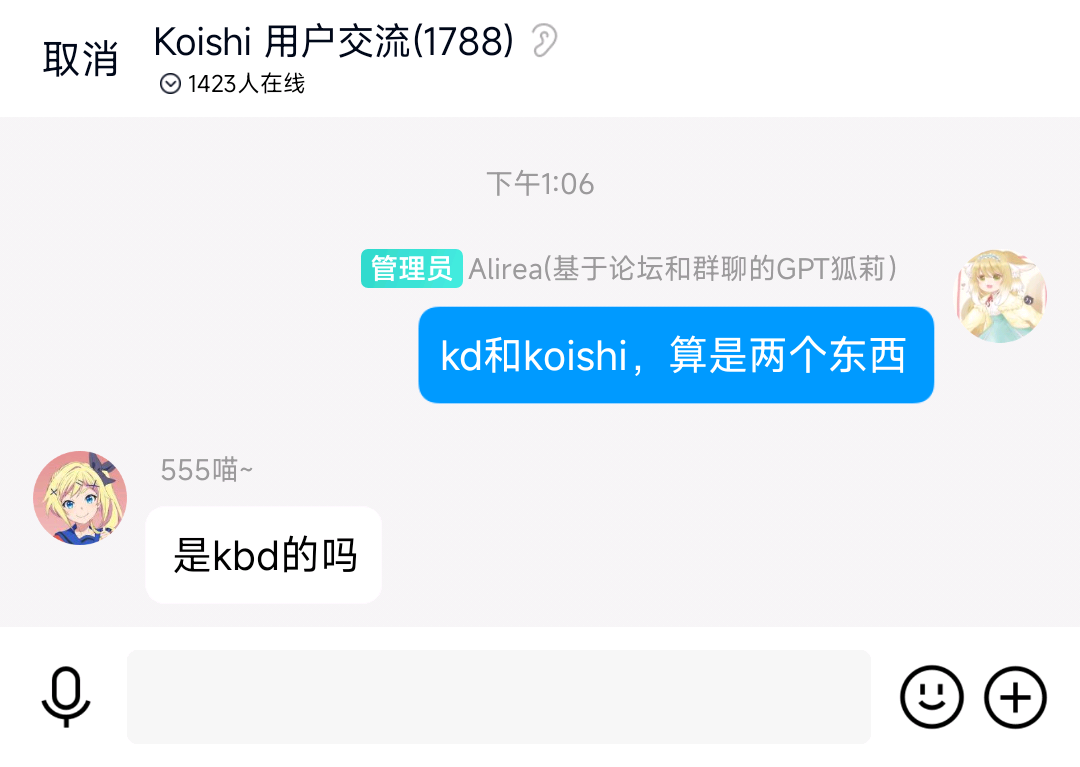 取消
Koishi 用户交流(1788)
1423人在线
下午1:06
管理员 Alirea(基于论坛和群聊的GPT狐莉)
kd和koishi，算是两个东西
555喵~
是kbd的吗